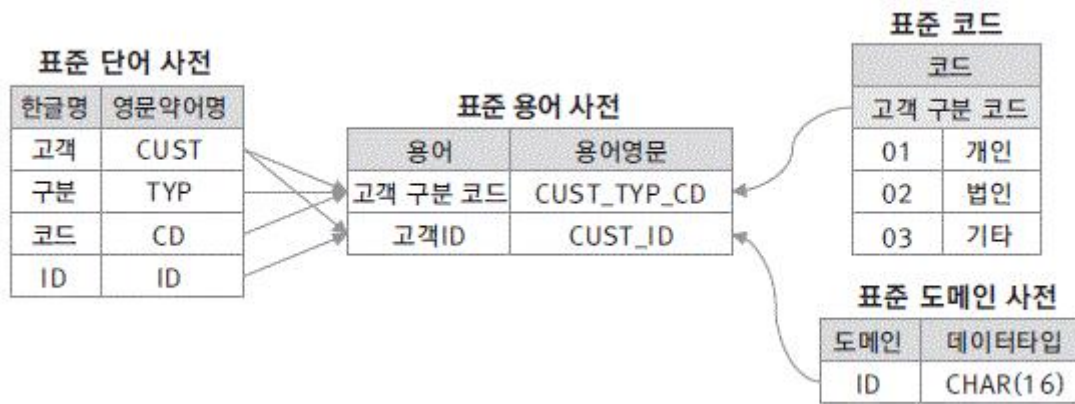 표준 단어 사전
한글명 영문약어명
고객 CUST
구분 TYP
코드 CD
ID ID
표준 용어 사전
용어 용어영문
고객 구분 코드 CUST_TYP_CD
고객ID CUST_ID
표준 코드
코드
고객 구분 코드
01 개인
02 법인
03 기타
표준 도메인 사전
도메인 데이터타입
ID CHAR(16)